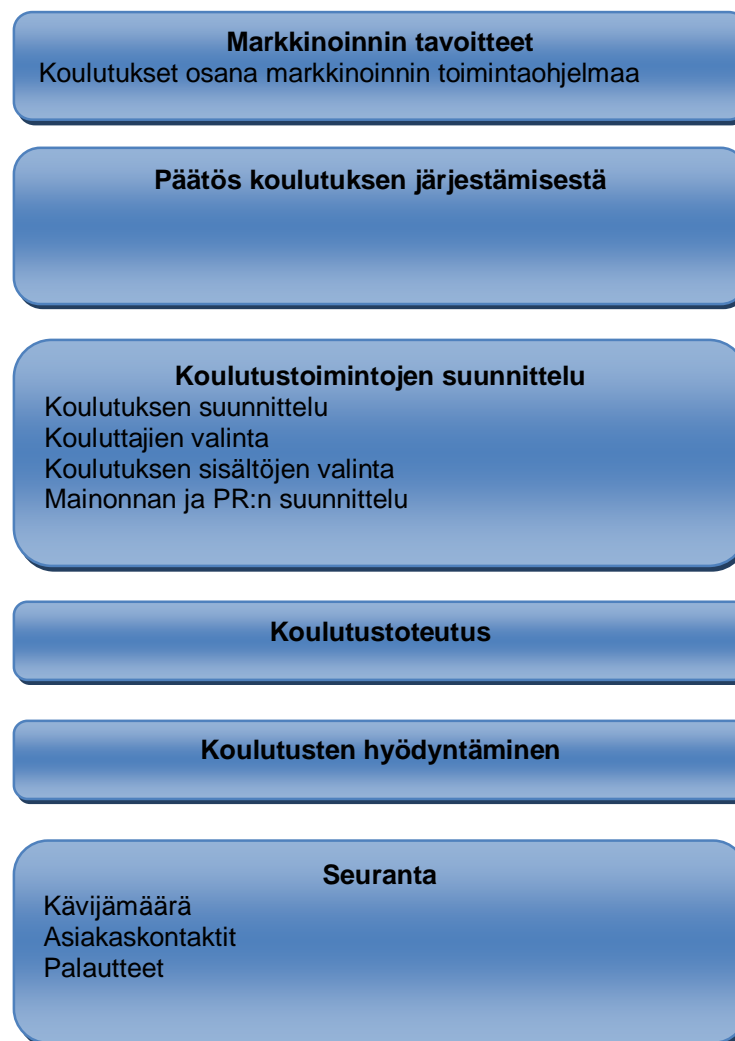 Markkinoinnin tavoitteet
Koulutukset osana markkinoinnin toimintaohjelmaa
Päätös koulutuksen järjestämisestä
Koulutustoimintojen suunnittelu
Koulutuksen suunnittelu
Kouluttajien valinta
Koulutuksen sisältöjen valinta
Mainonnan ja PR:n suunnittelu
Koulutustoteutus
Koulutusten hyödyntäminen
Seuranta
Kävijämäärä
Asiakaskontaktit
Palautteet